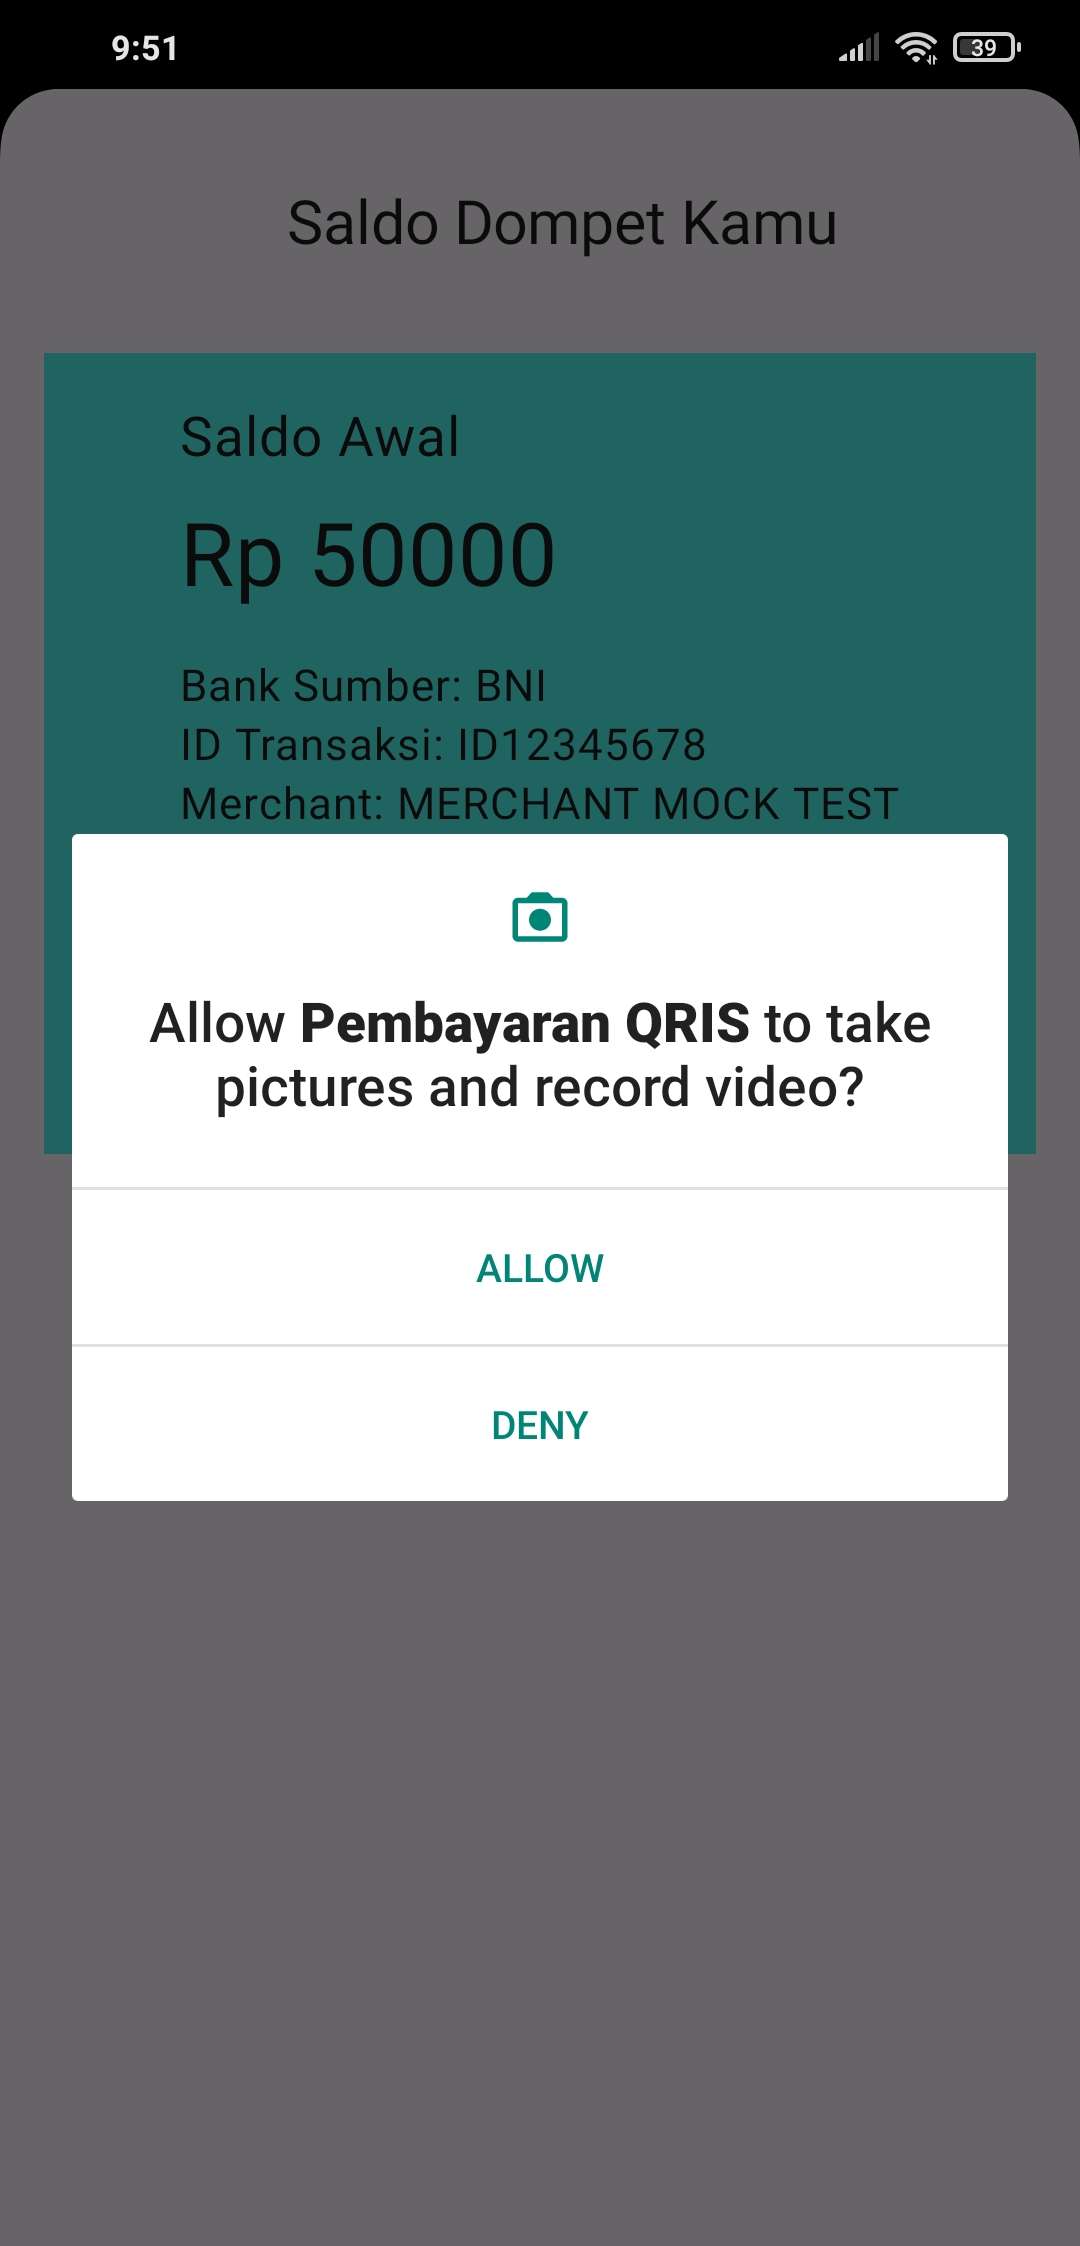 9:51
39
Saldo Dompet Kamu
Saldo Awal
Rp 50000
Bank Sumber: BNI
ID Transaksi: ID12345678
Merchant: MERCHANT MOCK TEST
Allow Pembayaran QRIS to take
pictures and record video?
ALLOW
DENY